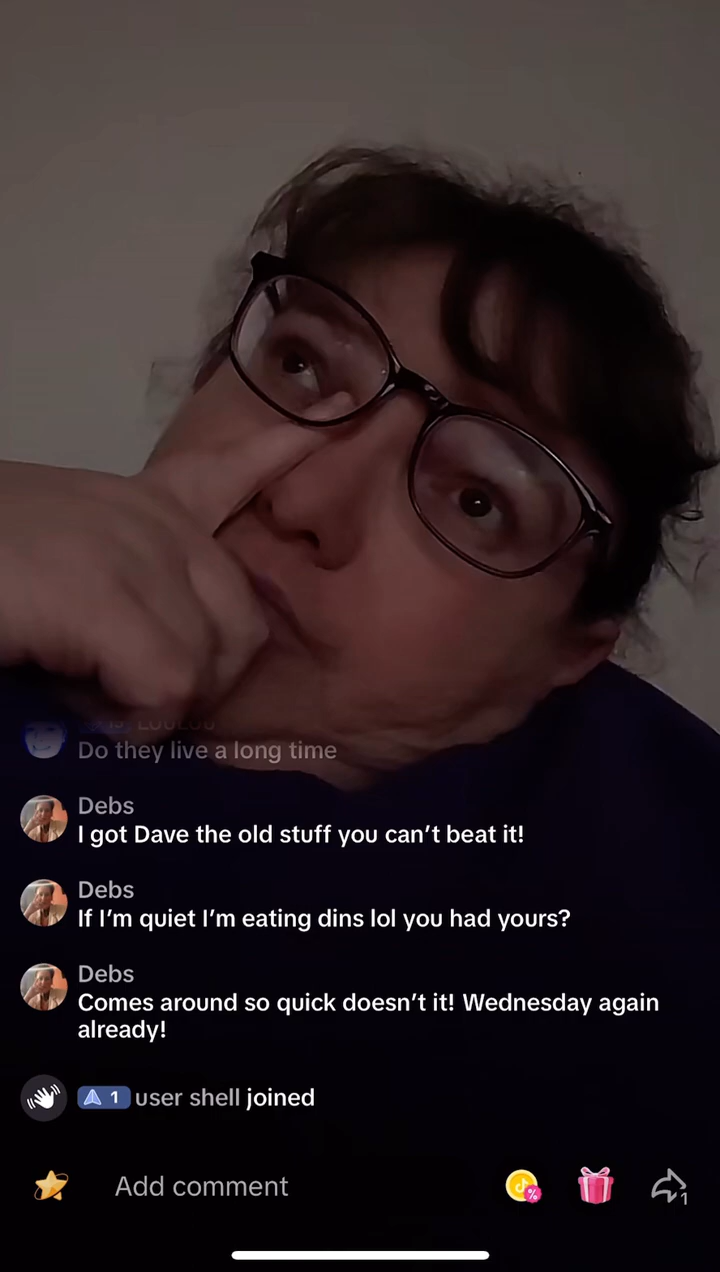 Do they live a long time
Debs
I got Dave the old stuff you can’t beat it!
Debs
If I’m quiet I’m eating dins lol you had yours?
Debs
Comes around so quick doesn’t it! Wednesday again
already!
1 user shell joined
Add comment
%
1